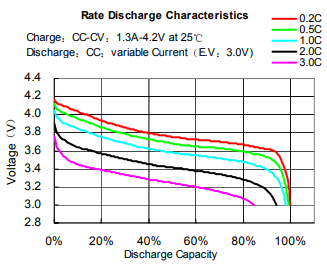 Rate Discharge Characteristics
Charge：CC-CV，1.3A-4.2V at 25℃
Discharge，CC，variable Current（E.V，3.0V）
0.2C
0.5C
1.0C
2.0C
3.0C
Voltage（V）
4.4
4.2
4.0
3.8
3.6
3.4
3.2
3.0
2.8
0% 20% 40% 60% 80% 100%
Discharge Capacity